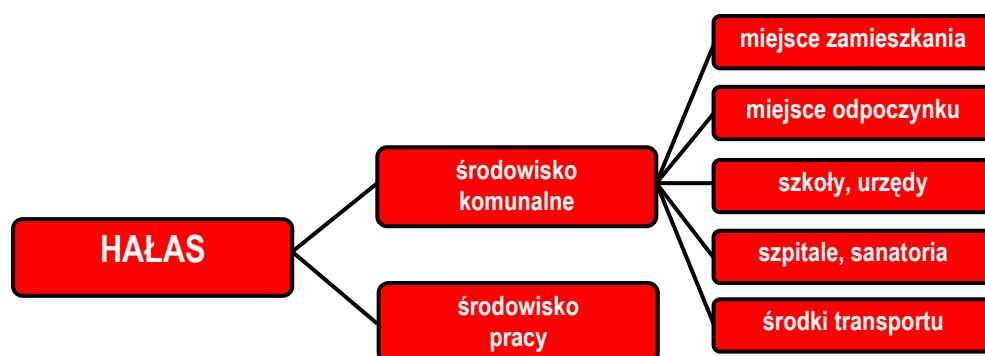 HAŁAS
środowisko
komunalne
środowisko
pracy
miejsce zamieszkania
miejsce odpoczynku
szkoły, urzędy
szpitale, sanatoria
środki transportu